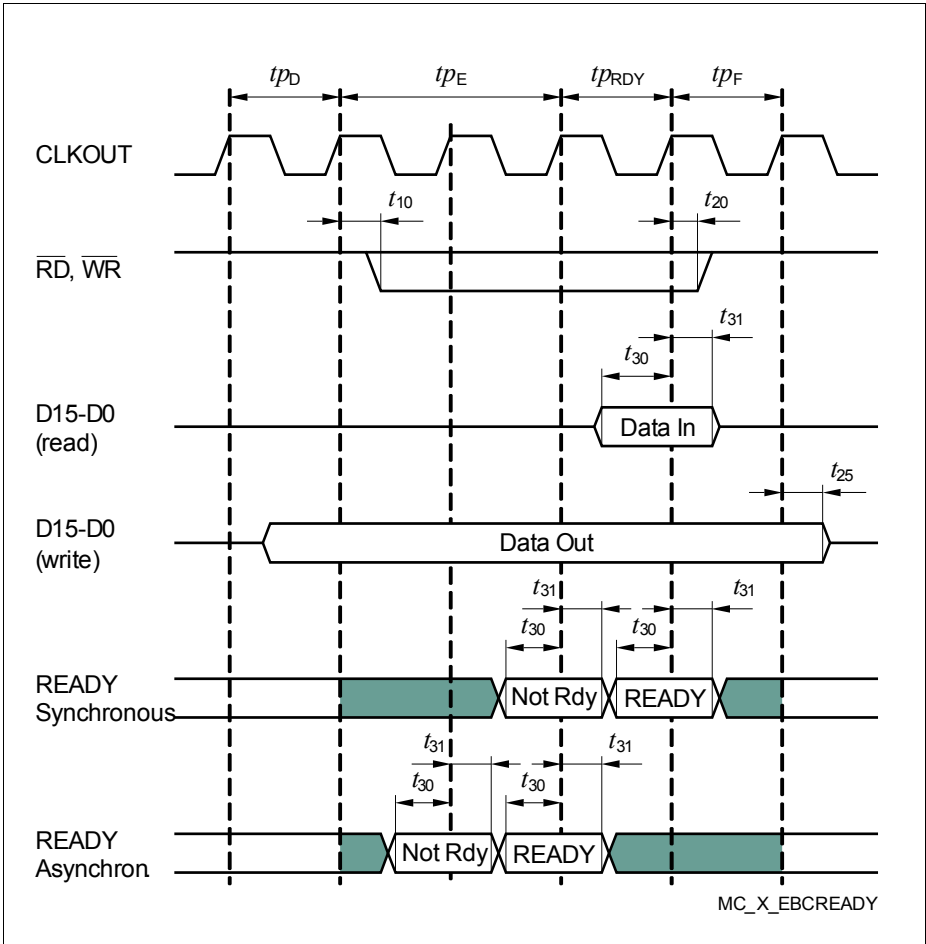 tpD tpE tpRDY tpF
CLKOUT
t10 t20
RD, WR
t31
t30
D15-D0
(read)
Data In
t25
D15-D0
(write)
Data Out
t31 t31
t30 t30
READY
Synchronous
Not Rdy READY
t31 t31
t30 t30
READY
Asynchron.
Not Rdy READY
MC_X_EBCREADY